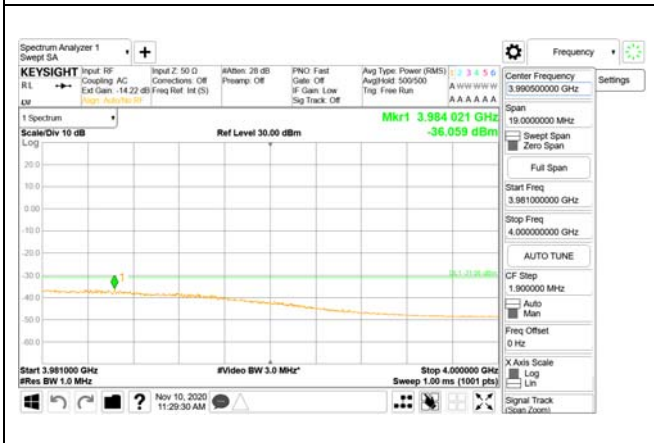 Spectrum Analyzer 1
Swept SA
+
Frequency
KEYSIGHT
RL
Input: RF
Coupling: AC
Ext Gain: -14.22 dB
Align: Auto/No RF
Input Z: 50 Ω
Corrections: Off
Freq Ref: Int (S)
#Atten: 28 dB
Preamp: Off
PNO: Fast
Gate: Off
IF Gain: Low
Sig Track: Off
Avg Type: Power (RMS)
Avg|Hold: 500/500
Trig: Free Run
1 2 3 4 5 6
A W W W W W
A A A A A A
1 Spectrum
Scale/Div 10 dB
Ref Level 30.00 dBm
Mkr1 3.984 021 GHz
-36.059 dBm
Log
20.0
10.0
0.00
-10.0
-20.0
-30.0
-40.0
-50.0
-60.0
1
Start 3.981000 GHz
#Res BW 1.0 MHz
#Video BW 3.0 MHz*
Stop 4.000000 GHz
Sweep 1.00 ms (1001 pts)
Nov 10, 2020
11:29:30 AM
?
Center Frequency
3.990500000 GHz
Settings
Span
19.0000000 MHz
Swept Span
Zero Span
Full Span
Start Freq
3.981000000 GHz
Stop Freq
4.000000000 GHz
AUTO TUNE
CF Step
1.900000 MHz
Auto
Man
Freq Offset
0 Hz
X Axis Scale
Log
Lin
Signal Track
(Span Zoom)